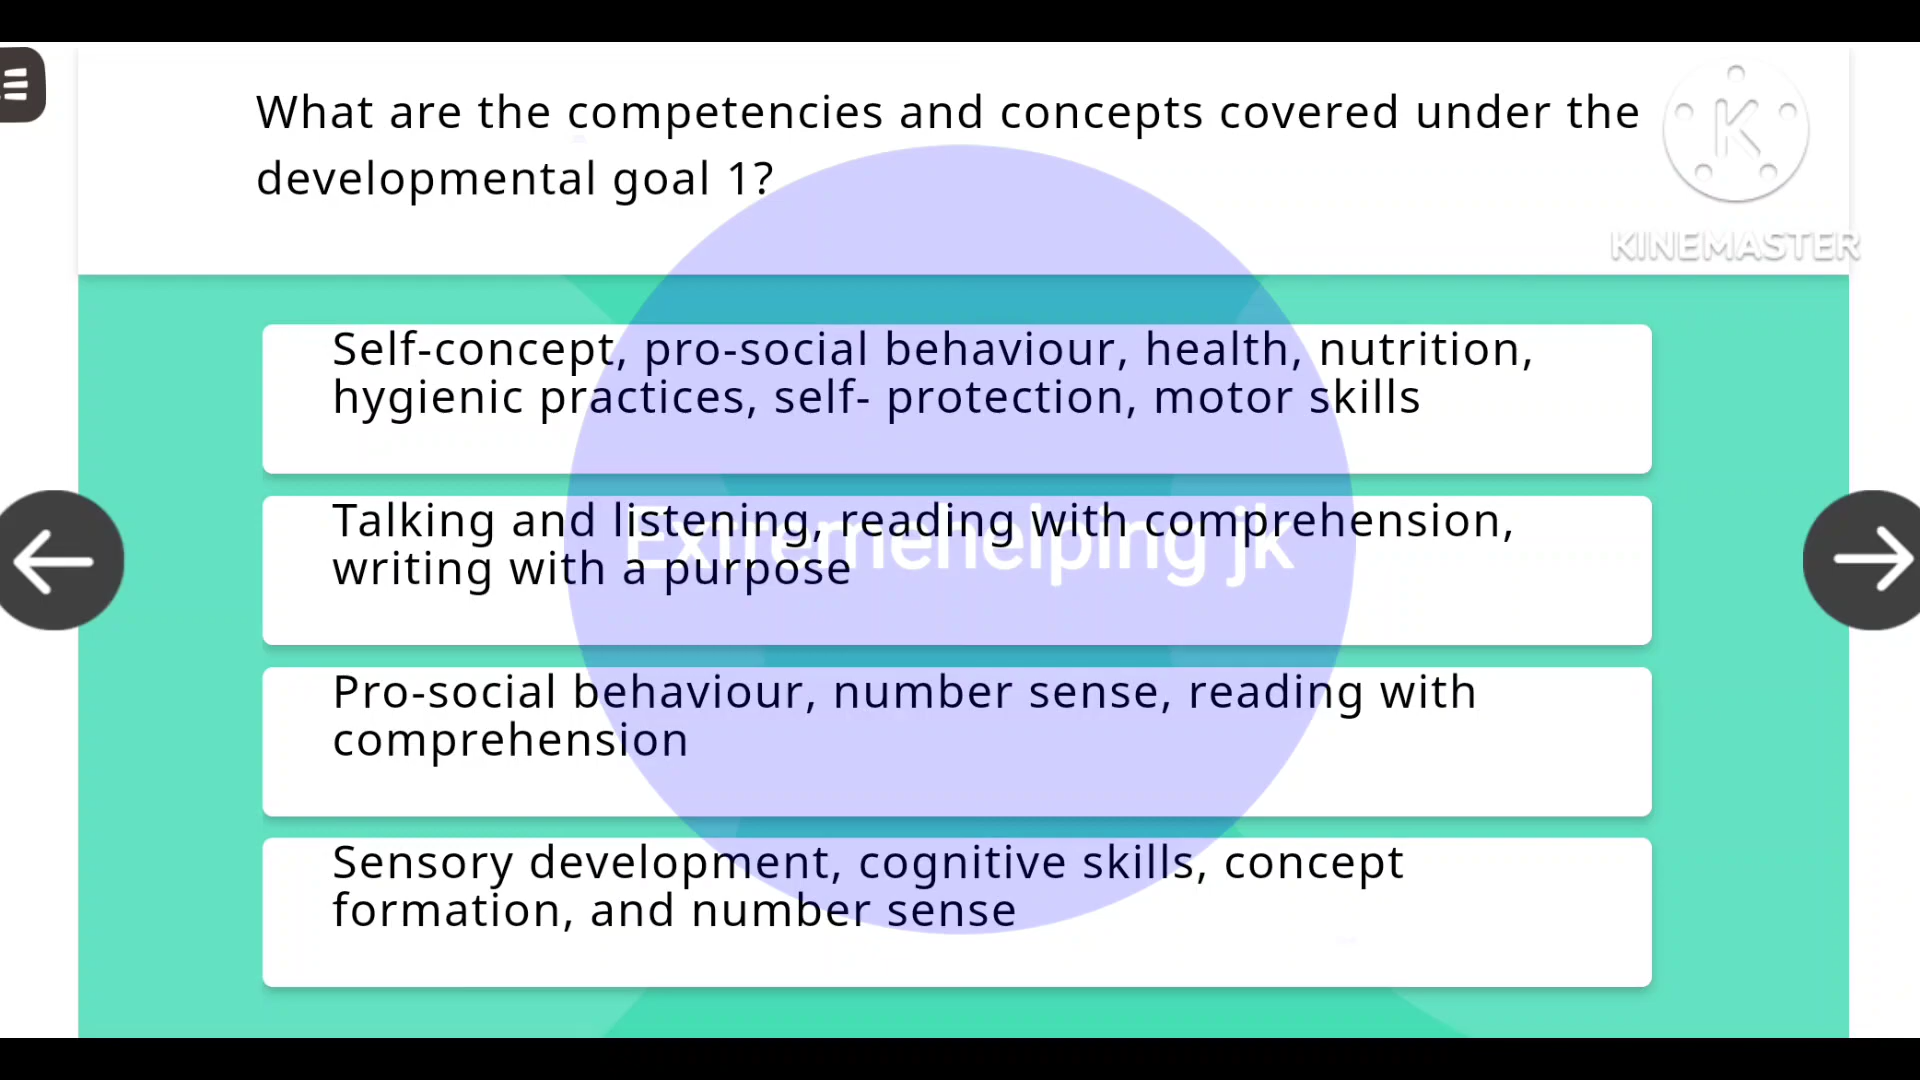 What are the competencies and concepts covered under the
developmental goal 1?
K
KINEMASTER
Self-concept, pro-social behaviour, health, nutrition,
hygienic practices, self- protection, motor skills
Talking and listening, reading with comprehension,
writing with a purpose
Extremehelping jk
Pro-social behaviour, number sense, reading with
comprehension
Sensory development, cognitive skills, concept
formation, and number sense